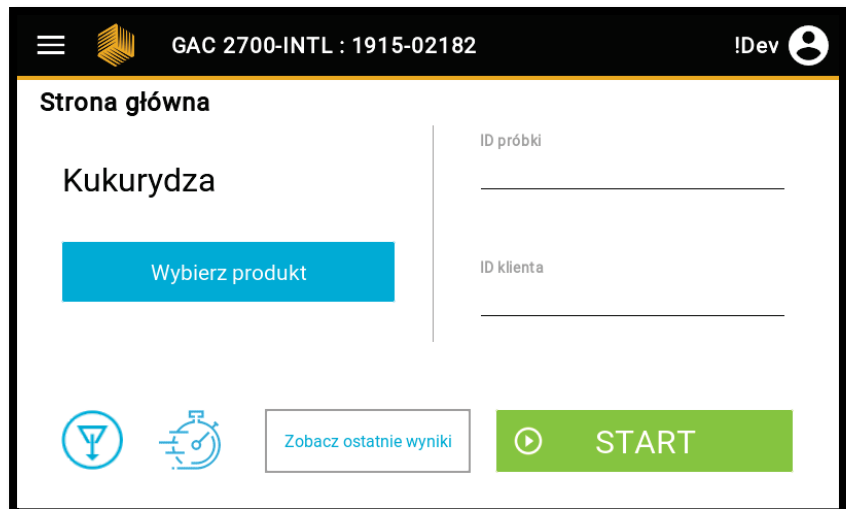 GAC 2700-INTL : 1915-02182
!Dev
Strona główna
Kukurydza
Wybierz produkt
ID próbki
ID klienta
Zobacz ostatnie wyniki
START